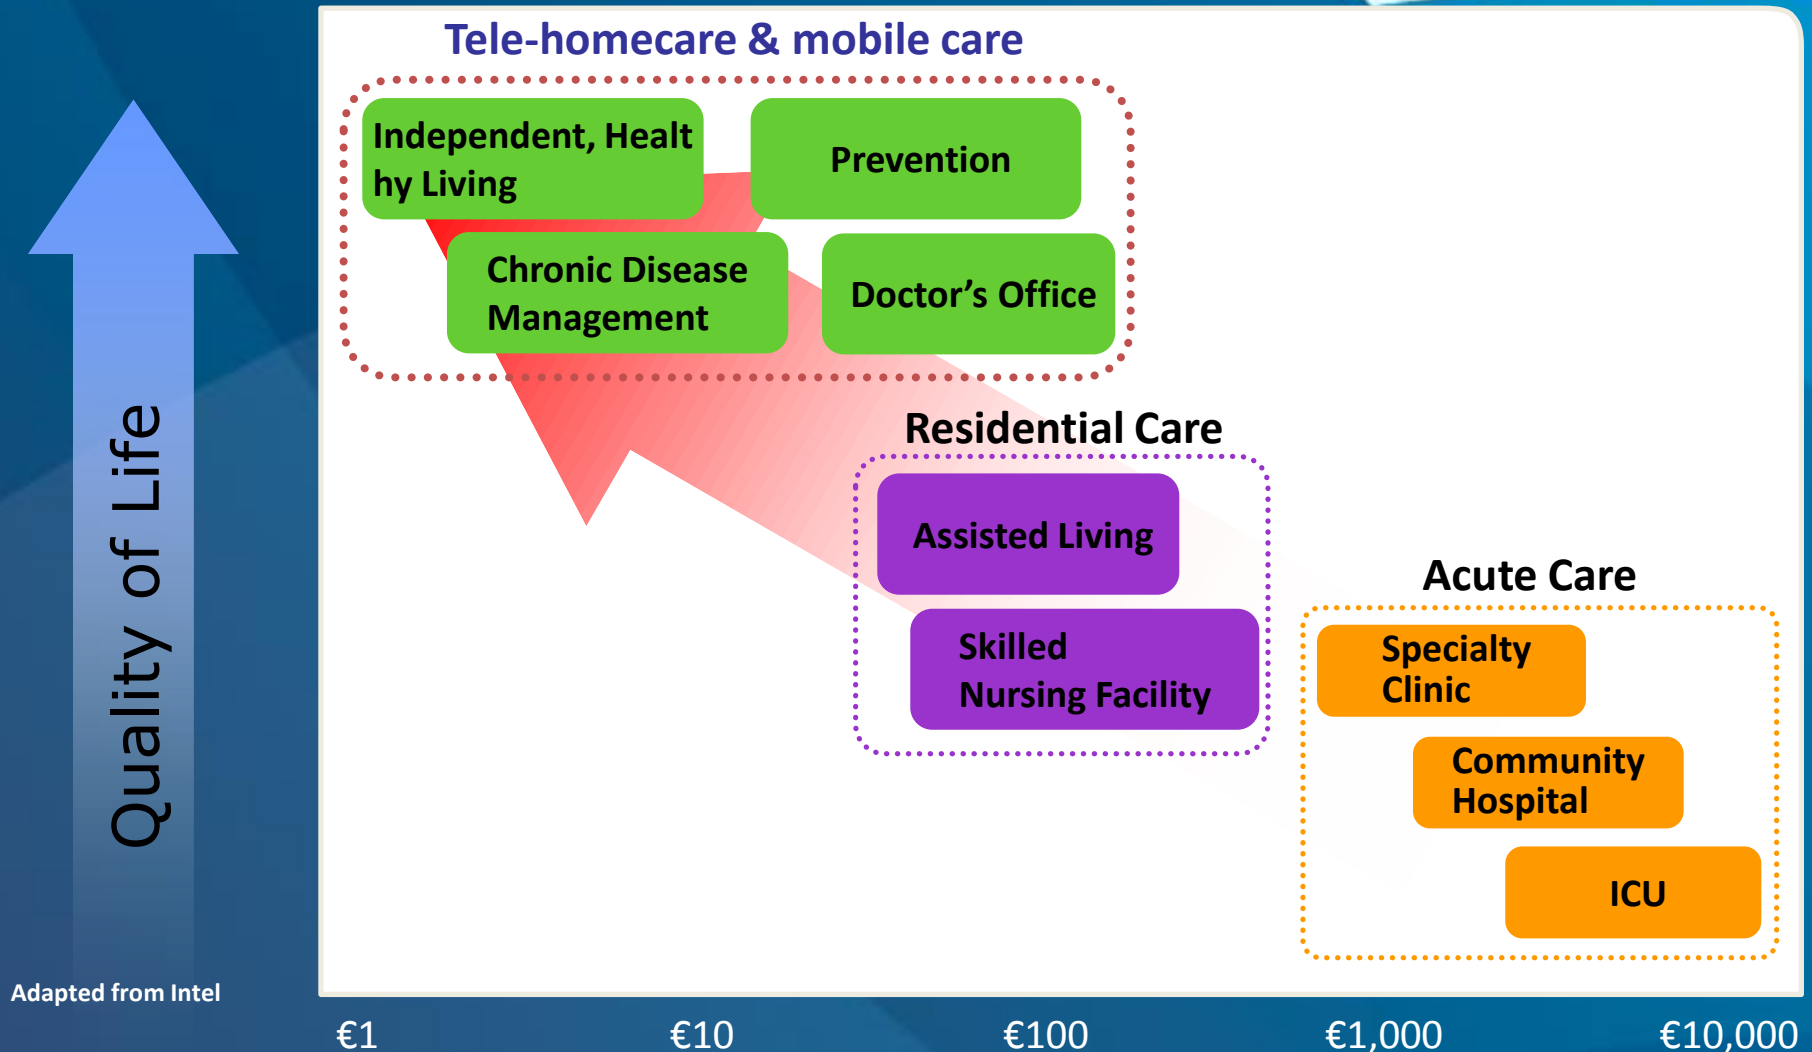 Tele-homecare & mobile care
Independent, Healt
hy Living
Prevention
Chronic Disease
Management
Doctor’s Office
Residential Care
Assisted Living
Skilled
Nursing Facility
Acute Care
Specialty
Clinic
Community
Hospital
ICU
Quality of Life
Adapted from Intel
€1 €10 €100 €1,000 €10,000